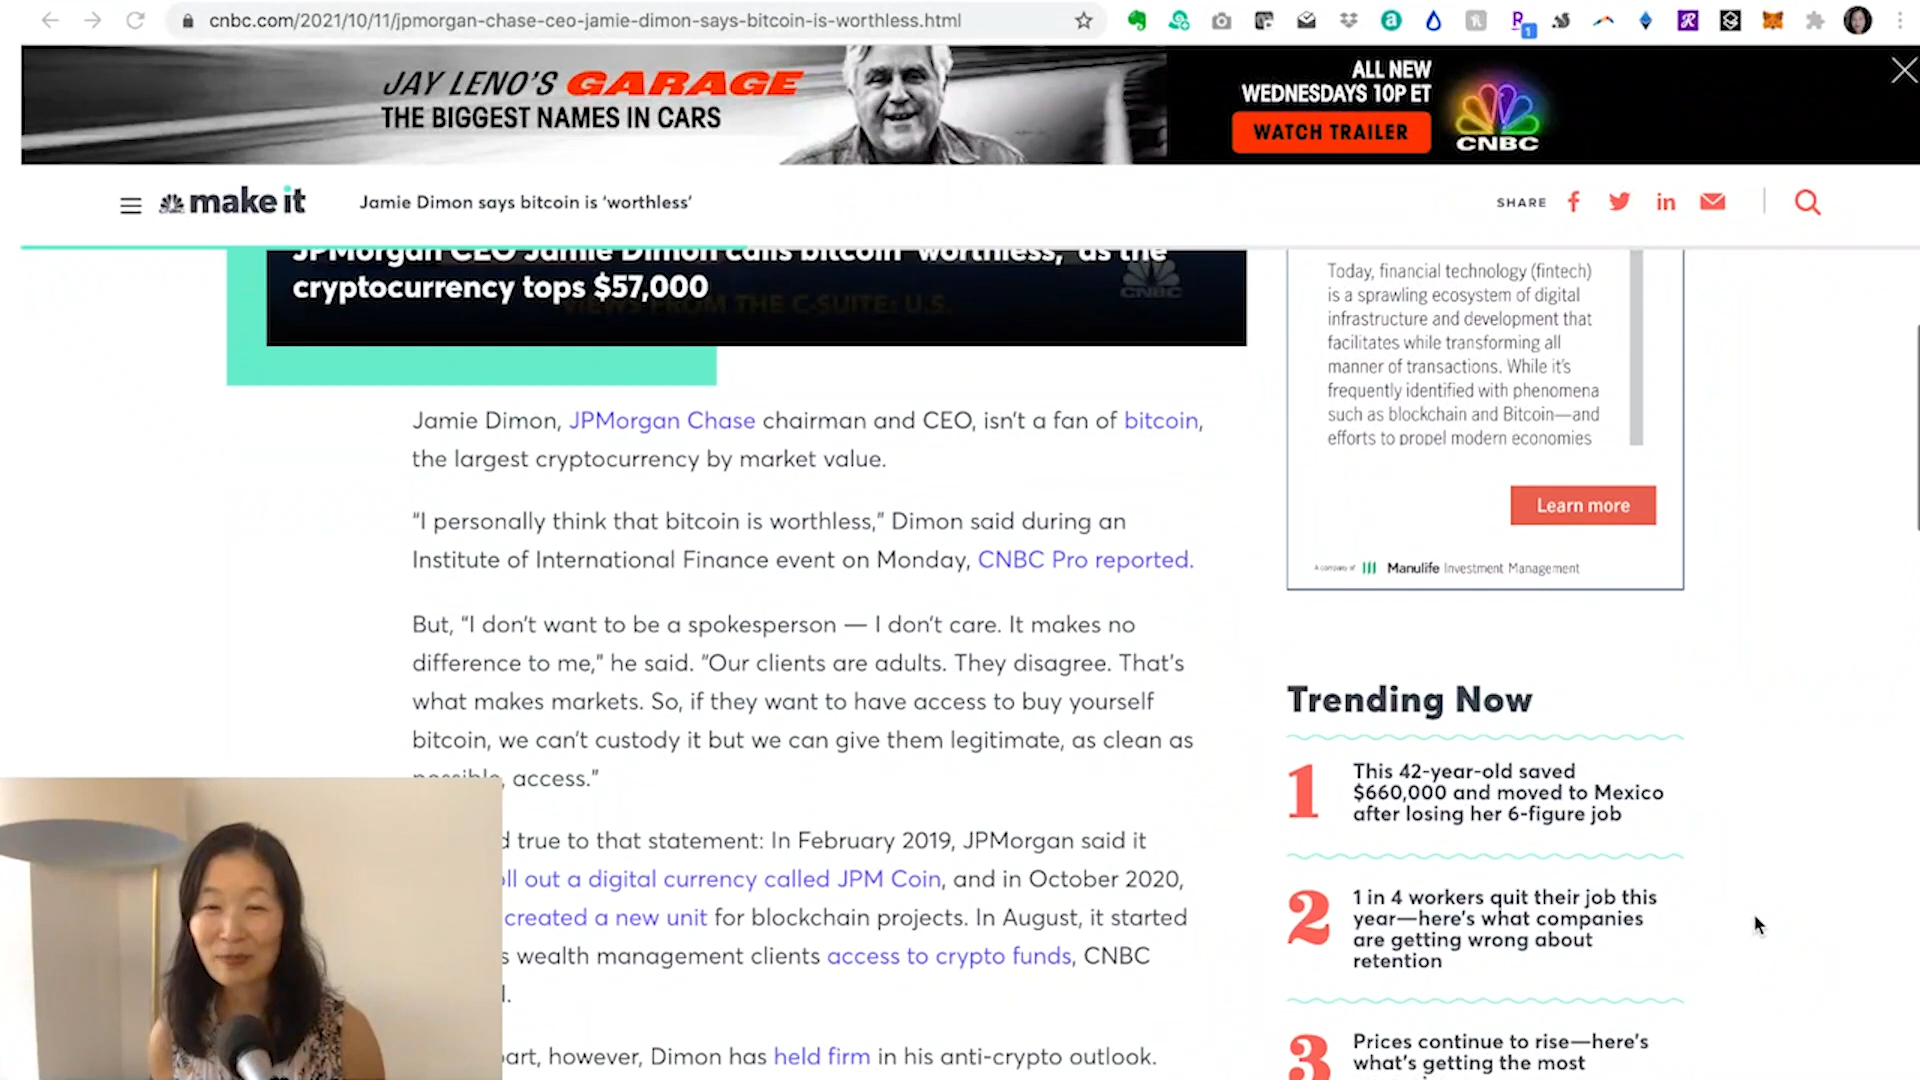 cnbc.com/2021/10/11/jpmorgan-chase-ceo-jamie-dimon-says-bitcoin-is-worthless.html
JAY LENO'S GARAGE
THE BIGGEST NAMES IN CARS
ALL NEW
WEDNESDAYS 10P ET
WATCH TRAILER
CNBC
make it
Jamie Dimon says bitcoin is ‘worthless’
SHARE
JPMorgan CEO Jamie Dimon calls bitcoin ‘worthless,’ as the
cryptocurrency tops $57,000
VIEWS FROM THE C-SUITE: U.S.
CNBC
Jamie Dimon, JPMorgan Chase chairman and CEO, isn’t a fan of bitcoin,
the largest cryptocurrency by market value.
“I personally think that bitcoin is worthless,” Dimon said during an
Institute of International Finance event on Monday, CNBC Pro reported.
But, “I don’t want to be a spokesperson — I don’t care. It makes no
difference to me,” he said. “Our clients are adults. They disagree. That’s
what makes markets. So, if they want to have access to buy yourself
bitcoin, we can’t custody it but we can give them legitimate, as clean as
possible, access.”
true to that statement: In February 2019, JPMorgan said it
out a digital currency called JPM Coin, and in October 2020,
created a new unit for blockchain projects. In August, it started
wealth management clients access to crypto funds, CNBC
however, Dimon has held firm in his anti-crypto outlook.
Today, financial technology (fintech)
is a sprawling ecosystem of digital
infrastructure and development that
facilitates while transforming all
manner of transactions. While it’s
frequently identified with phenomena
such as blockchain and Bitcoin—and
efforts to propel modern economies
Learn more
A company of Manulife Investment Management
Trending Now
1 This 42-year-old saved
$660,000 and moved to Mexico
after losing her 6-figure job
2 1 in 4 workers quit their job this
year—here’s what companies
are getting wrong about
retention
3 Prices continue to rise—here’s
what’s getting the most